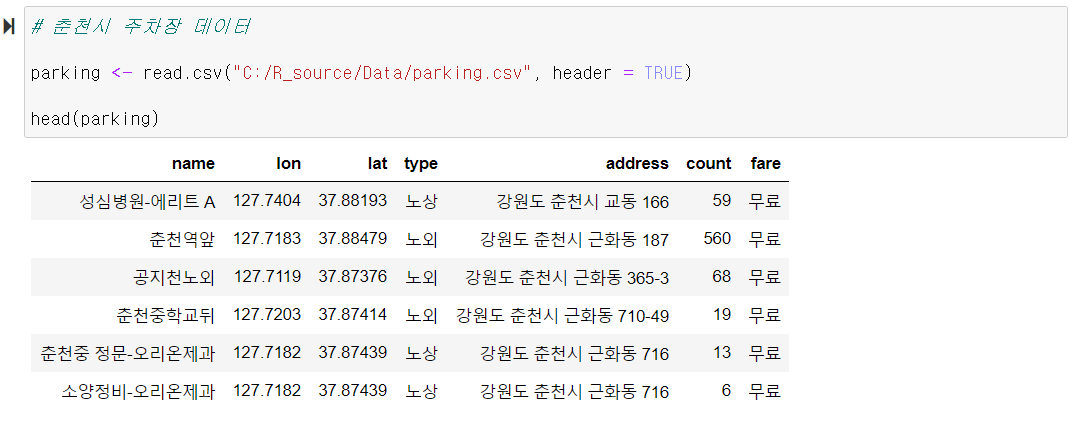 # 춘천시 주차장 데이터
parking <- read.csv("C:/R_source/Data/parking.csv", header = TRUE)
head(parking)
name lon lat type address count fare
성심병원-에리트 A 127.7404 37.88193 노상 강원도 춘천시 교동 166 59 무료
춘천역앞 127.7183 37.88479 노외 강원도 춘천시 근화동 187 560 무료
공지천노외 127.7119 37.87376 노외 강원도 춘천시 근화동 365-3 68 무료
춘천중학교뒤 127.7203 37.87414 노외 강원도 춘천시 근화동 710-49 19 무료
춘천중 정문-오리온제과 127.7182 37.87439 노상 강원도 춘천시 근화동 716 13 무료
소양정비-오리온제과 127.7182 37.87439 노상 강원도 춘천시 근화동 716 6 무료